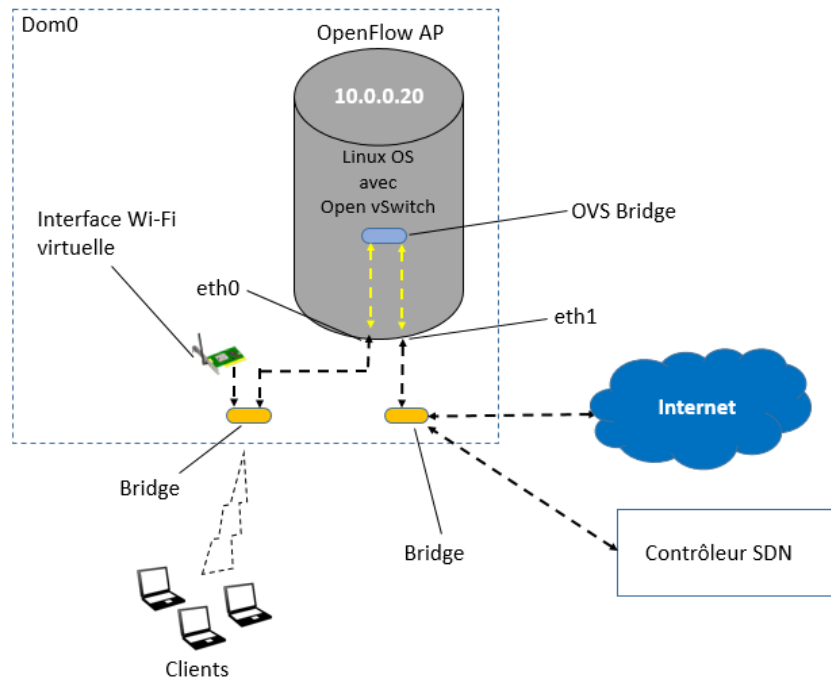 Dom0
OpenFlow AP
10.0.0.20
Linux OS
avec
Open vSwitch
OVS Bridge
Interface Wi-Fi
virtuelle
eth0
eth1
Internet
Bridge
Bridge
Contrôleur SDN
Clients